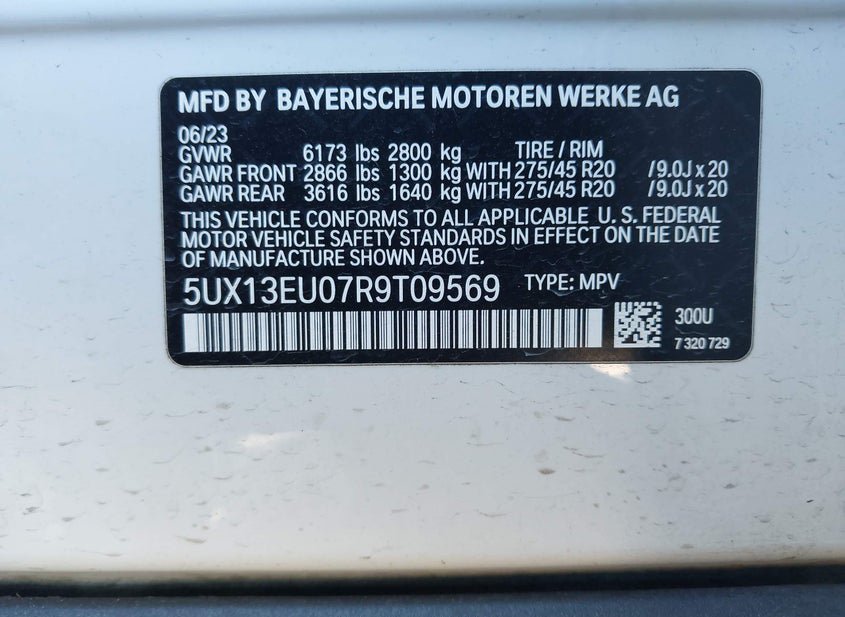 MFD BY BAYERISCHE MOTOREN WERKE AG
06/23
GVWR 6173 lbs 2800 kg TIRE / RIM
GAWR FRONT 2866 lbs 1300 kg WITH 275/45 R20 /9.0J x 20
GAWR REAR 3616 lbs 1640 kg WITH 275/45 R20 /9.0J x 20
THIS VEHICLE CONFORMS TO ALL APPLICABLE U. S. FEDERAL
MOTOR VEHICLE SAFETY STANDARDS IN EFFECT ON THE DATE
OF MANUFACTURE SHOWN ABOVE.
5UX13EU07R9T09569 TYPE: MPV
300U
7 320 729